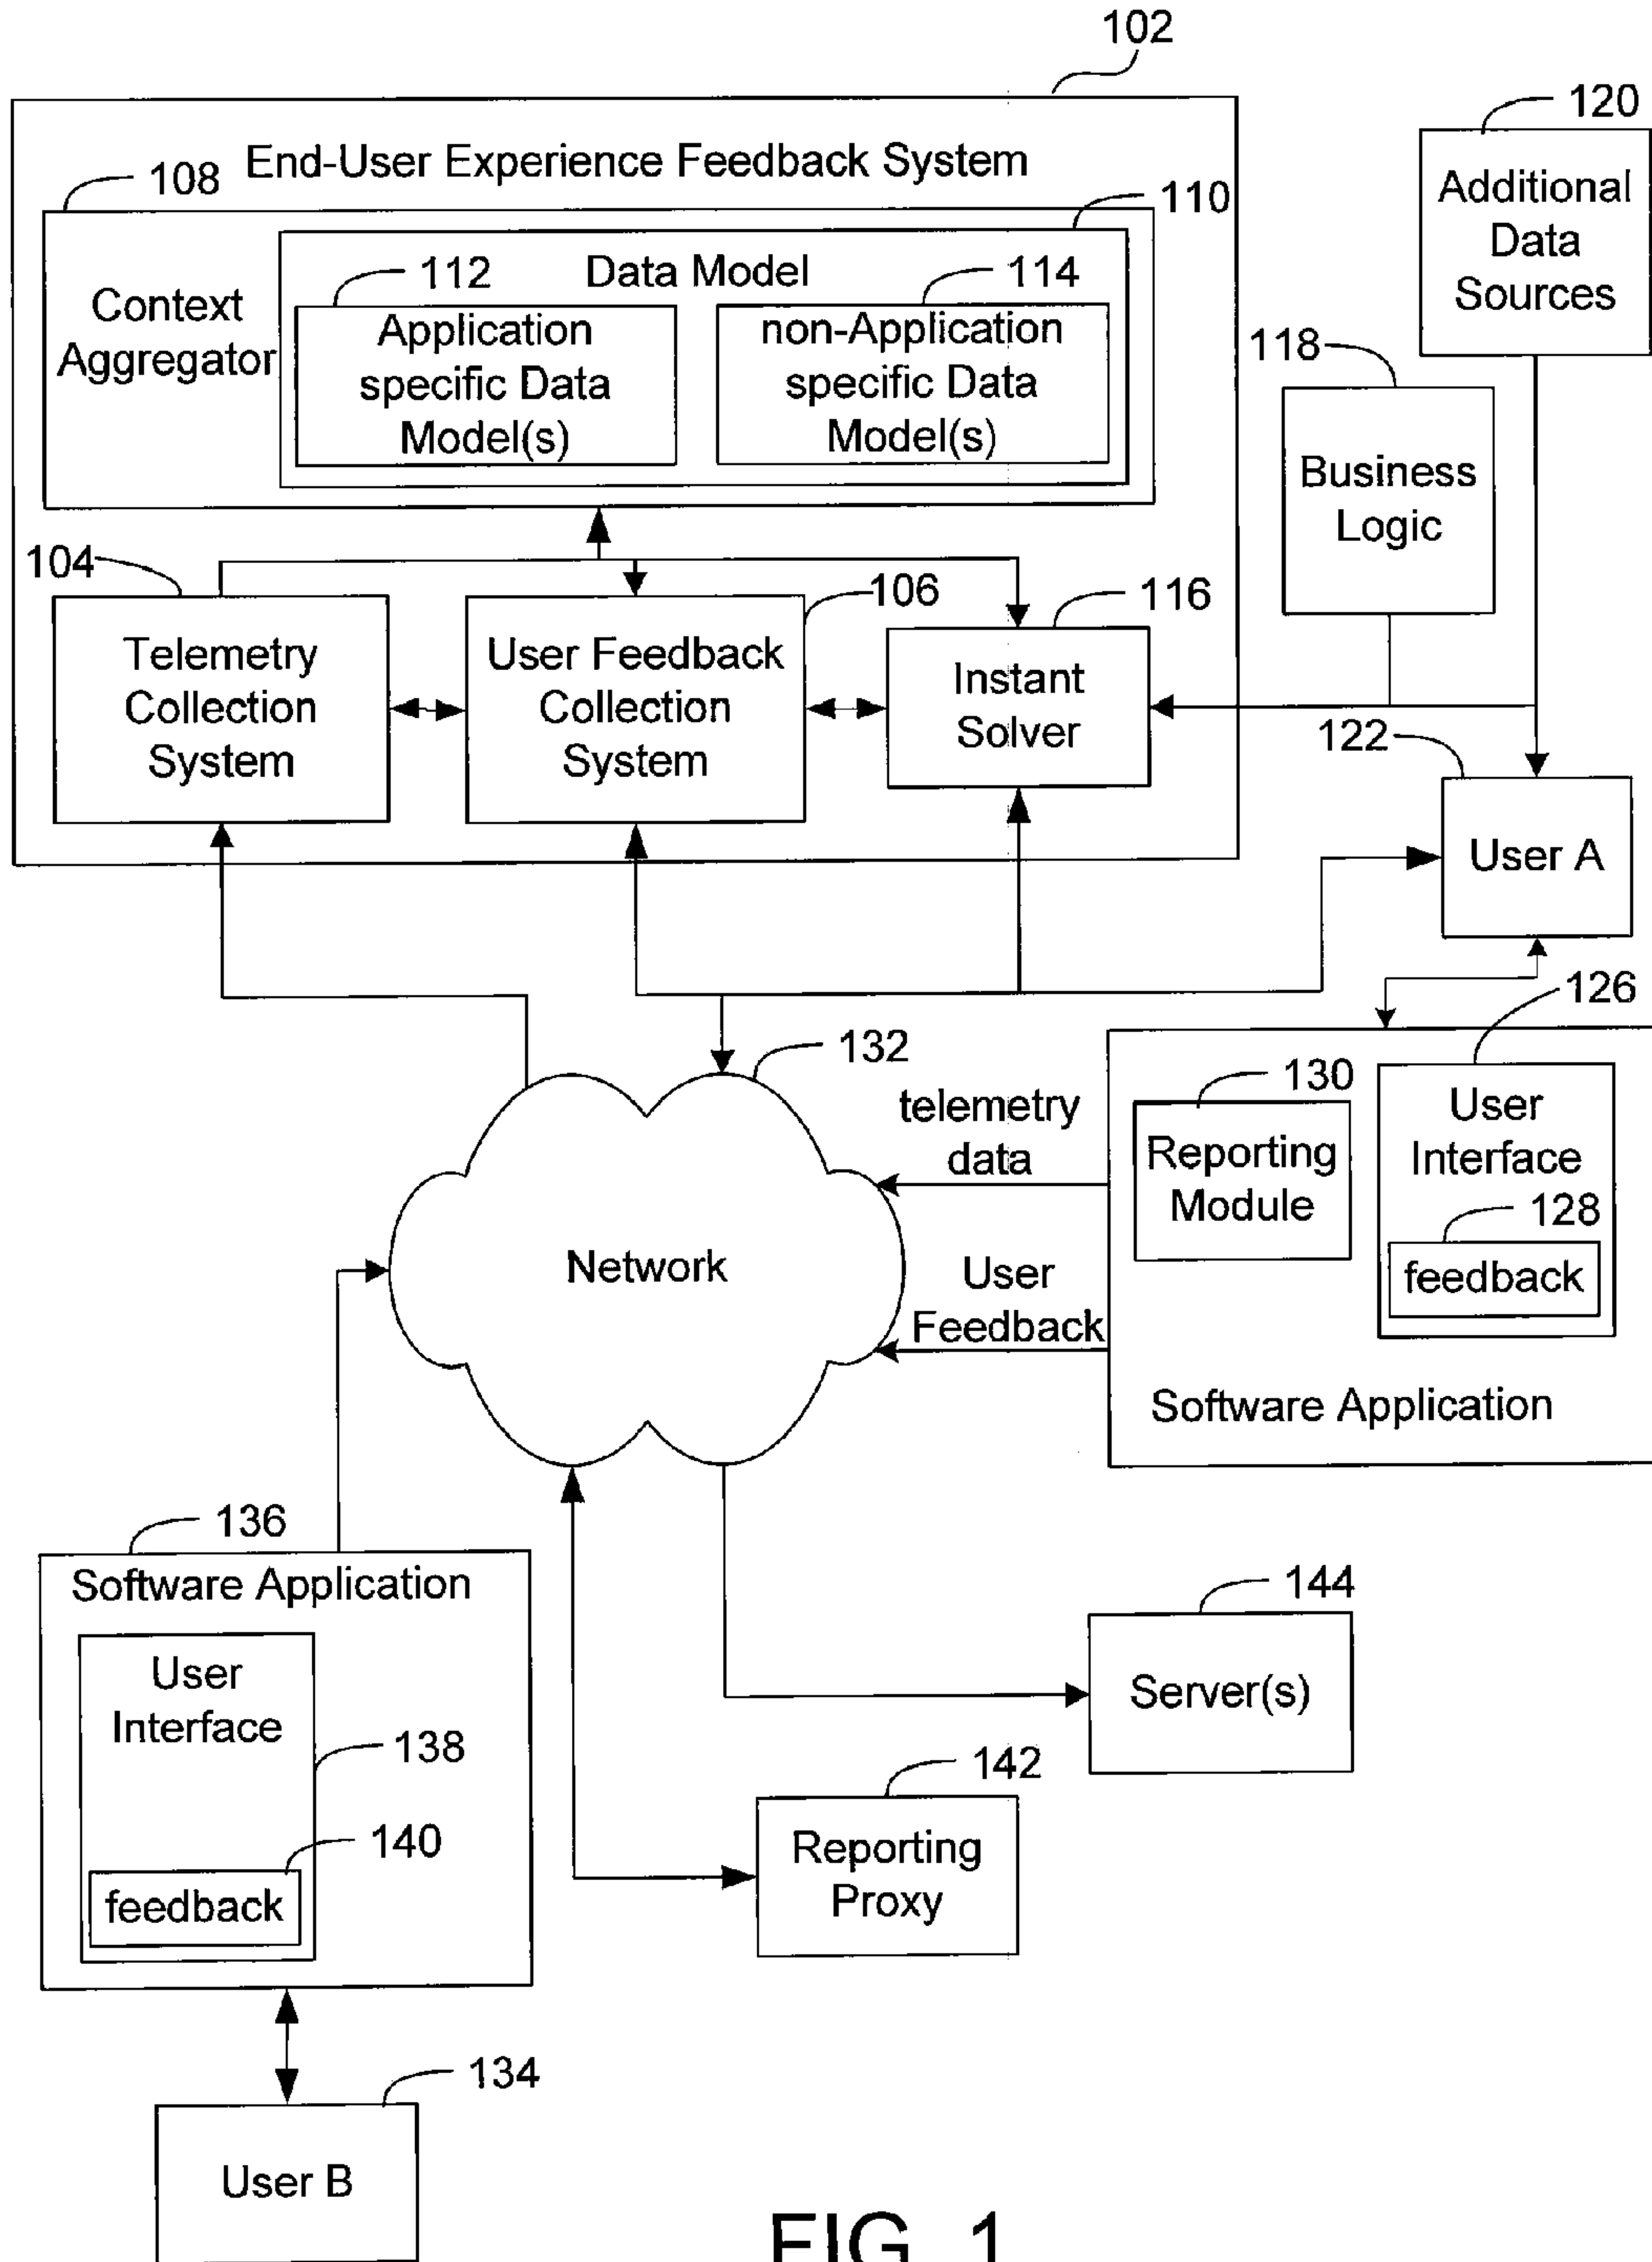 102
120
End-User Experience Feedback System
108
110
Additional
Data
Sources
112
Data Model
114
Context
Aggregator
Application
specific Data
Model(s)
non-Application
specific Data
Model(s)
118
Business
Logic
104
106
116
Telemetry
Collection
System
User Feedback
Collection
System
Instant
Solver
122
User A
126
132
130
telemetry
data
Reporting
Module
User
Interface
128
feedback
Network
User
Feedback
Software Application
136
Software Application
144
User
Interface
Server(s)
138
142
140
feedback
Reporting
Proxy
134
User B
FIG. 1